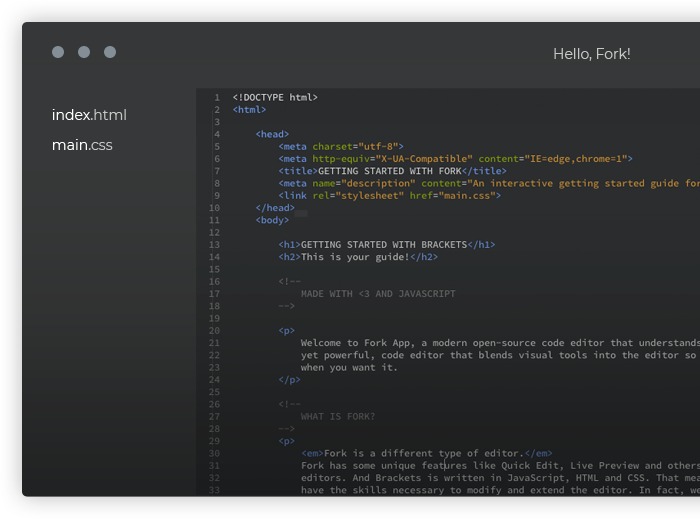 Hello, Fork!
index.html
main.css
1 <!DOCTYPE html>
2 <html>
3
4 <head>
5 <meta charset="utf-8">
6 <meta http-equiv="X-UA-Compatible" content="IE=edge,chrome=1">
7 <title>GETTING STARTED WITH FORK</title>
8 <meta name="description" content="An interactive getting started guide for
9 <link rel="stylesheet" href="main.css">
10 </head>
11 <body>
12
13 <h1>GETTING STARTED WITH BRACKETS</h1>
14 <h2>This is your guide!</h2>
15
16 <!--
17 MADE WITH <3 AND JAVASCRIPT
18 -->
19
20 <p>
21 Welcome to Fork App, a modern open-source code editor that understands
22 yet powerful, code editor that blends visual tools into the editor so
23 when you want it.
24 </p>
25
26 <!--
27 WHAT IS FORK?
28 -->
29 <p>
30 <em>Fork is a different type of editor.</em>
31 Fork has some unique features like Quick Edit, Live Preview and others
32 editors. And Brackets is written in JavaScript, HTML and CSS. That mea
33 have the skills necessary to modify and extend the editor. In fact, we